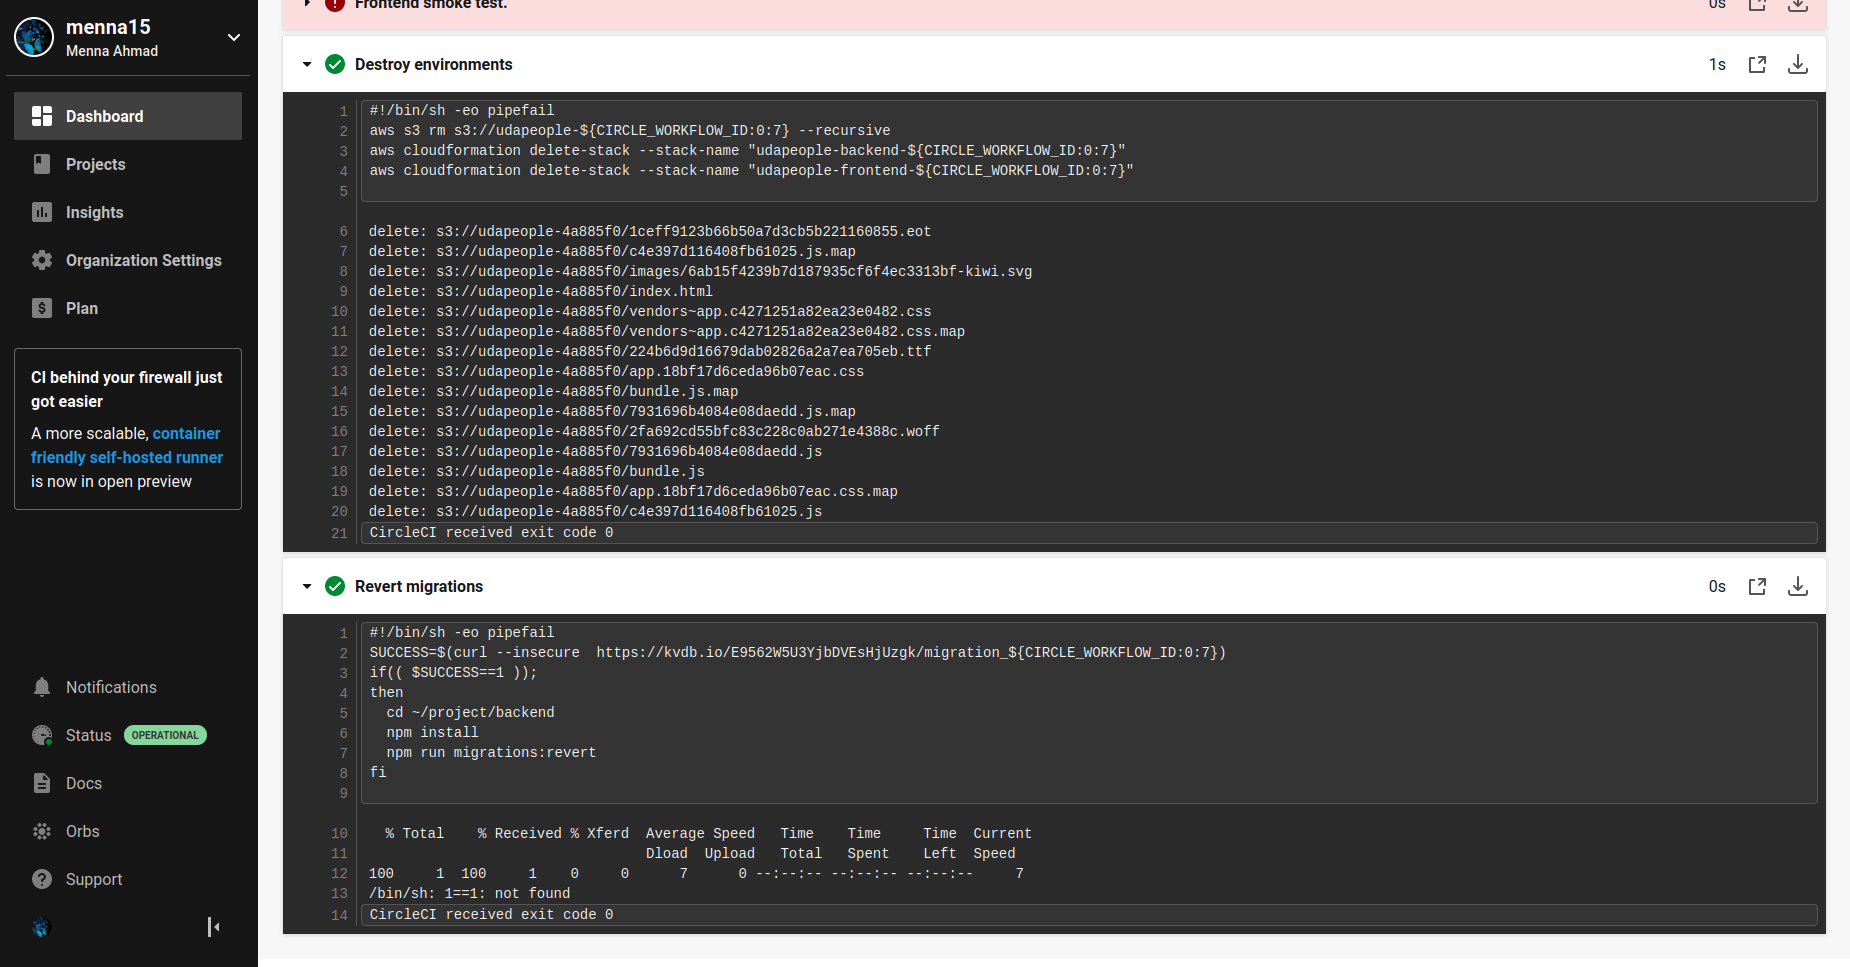 menna15
Menna Ahmad
Dashboard
Projects
Insights
Organization Settings
Plan
CI behind your firewall just
got easier
A more scalable, container
friendly self-hosted runner
is now in open preview
Notifications
Status OPERATIONAL
Docs
Orbs
Support
Frontend smoke test. 0s
Destroy environments 1s
1 #!/bin/sh -eo pipefail
2 aws s3 rm s3://udapeople-${CIRCLE_WORKFLOW_ID:0:7} --recursive
3 aws cloudformation delete-stack --stack-name "udapeople-backend-${CIRCLE_WORKFLOW_ID:0:7}"
4 aws cloudformation delete-stack --stack-name "udapeople-frontend-${CIRCLE_WORKFLOW_ID:0:7}"
5
6 delete: s3://udapeople-4a885f0/1ceff9123b66b50a7d3cb5b221160855.eot
7 delete: s3://udapeople-4a885f0/c4e397d116408fb61025.js.map
8 delete: s3://udapeople-4a885f0/images/6ab15f4239b7d187935cf6f4ec3313bf-kiwi.svg
9 delete: s3://udapeople-4a885f0/index.html
10 delete: s3://udapeople-4a885f0/vendors~app.c4271251a82ea23e0482.css
11 delete: s3://udapeople-4a885f0/vendors~app.c4271251a82ea23e0482.css.map
12 delete: s3://udapeople-4a885f0/224b6d9d16679dab02826a2a7ea705eb.ttf
13 delete: s3://udapeople-4a885f0/app.18bf17d6ceda96b07eac.css
14 delete: s3://udapeople-4a885f0/bundle.js.map
15 delete: s3://udapeople-4a885f0/7931696b4084e08daedd.js.map
16 delete: s3://udapeople-4a885f0/2fa692cd55bfc83c228c0ab271e4388c.woff
17 delete: s3://udapeople-4a885f0/7931696b4084e08daedd.js
18 delete: s3://udapeople-4a885f0/bundle.js
19 delete: s3://udapeople-4a885f0/app.18bf17d6ceda96b07eac.css.map
20 delete: s3://udapeople-4a885f0/c4e397d116408fb61025.js
21 CircleCI received exit code 0
Revert migrations 0s
1 #!/bin/sh -eo pipefail
2 SUCCESS=$(curl --insecure  https://kvdb.io/E9562W5U3YjbDVEsHjUzgk/migration_${CIRCLE_WORKFLOW_ID:0:7})
3 if(( $SUCCESS==1 ));
4 then
5   cd ~/project/backend
6   npm install
7   npm run migrations:revert
8 fi
9
10   % Total    % Received % Xferd  Average Speed   Time    Time     Time  Current
11                                  Dload  Upload   Total   Spent    Left  Speed
12 100     1  100     1    0     0      7      0 --:--:-- --:--:-- --:--:--     7
13 /bin/sh: 1==1: not found
14 CircleCI received exit code 0